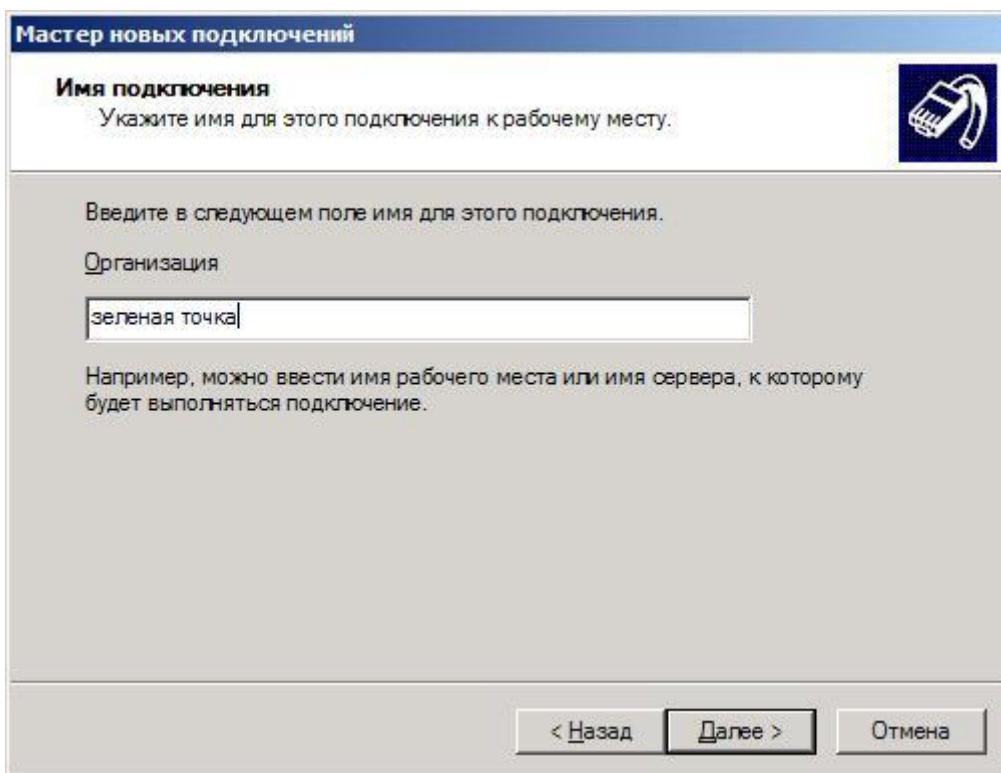 Мастер новых подключений
Имя подключения
Укажите имя для этого подключения к рабочему месту.
Введите в следующем поле имя для этого подключения.
Организация
зеленая точка
Например, можно ввести имя рабочего места или имя сервера, к которому
будет выполняться подключение.
< Назад Далее > Отмена